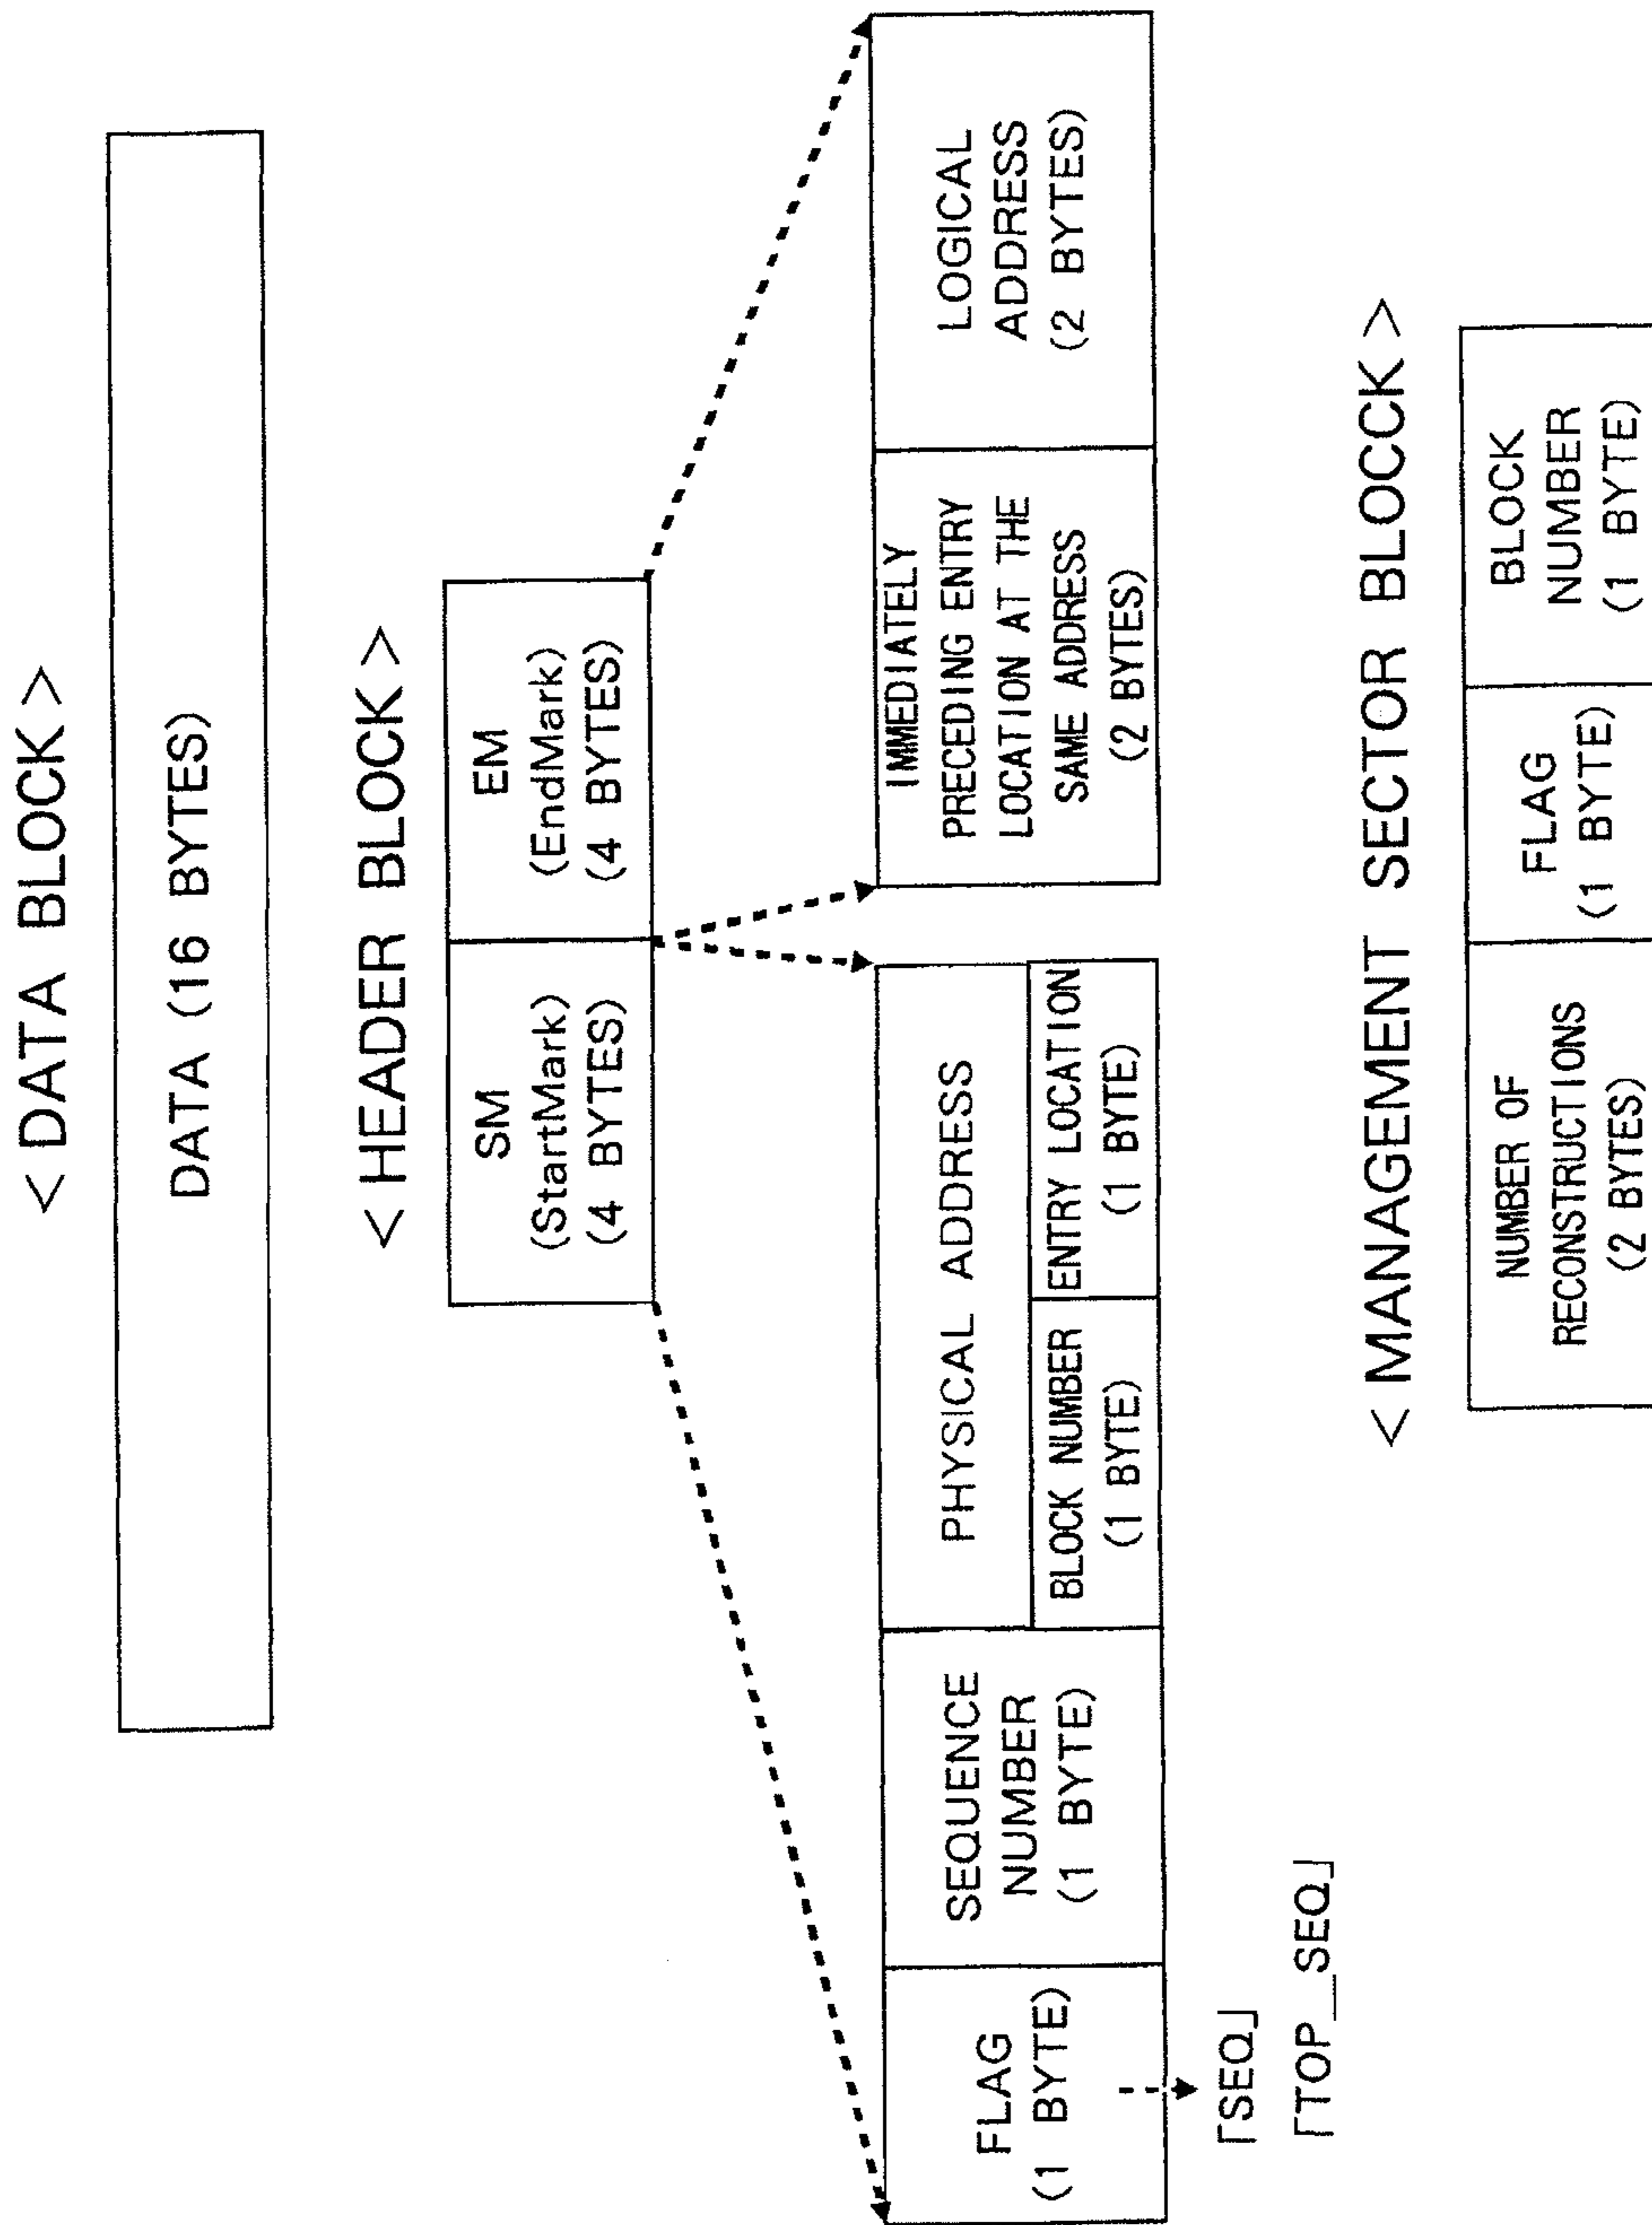 < DATA BLOCK >
DATA (16 BYTES)
< HEADER BLOCK >
SM
(StartMark)
(4 BYTES)
EM
(EndMark)
(4 BYTES)
FLAG
(1 BYTE)
SEQUENCE
NUMBER
(1 BYTE)
PHYSICAL ADDRESS
BLOCK NUMBER
(1 BYTE)
ENTRY LOCATION
(1 BYTE)
IMMEDIATELY
PRECEDING ENTRY
LOCATION AT THE
SAME ADDRESS
(2 BYTES)
LOGICAL
ADDRESS
(2 BYTES)
「SEQ」
「TOP_SEQ」
< MANAGEMENT SECTOR BLOCCK >
NUMBER OF
RECONSTRUCTIONS
(2 BYTES)
FLAG
(1 BYTE)
BLOCK
NUMBER
(1 BYTE)